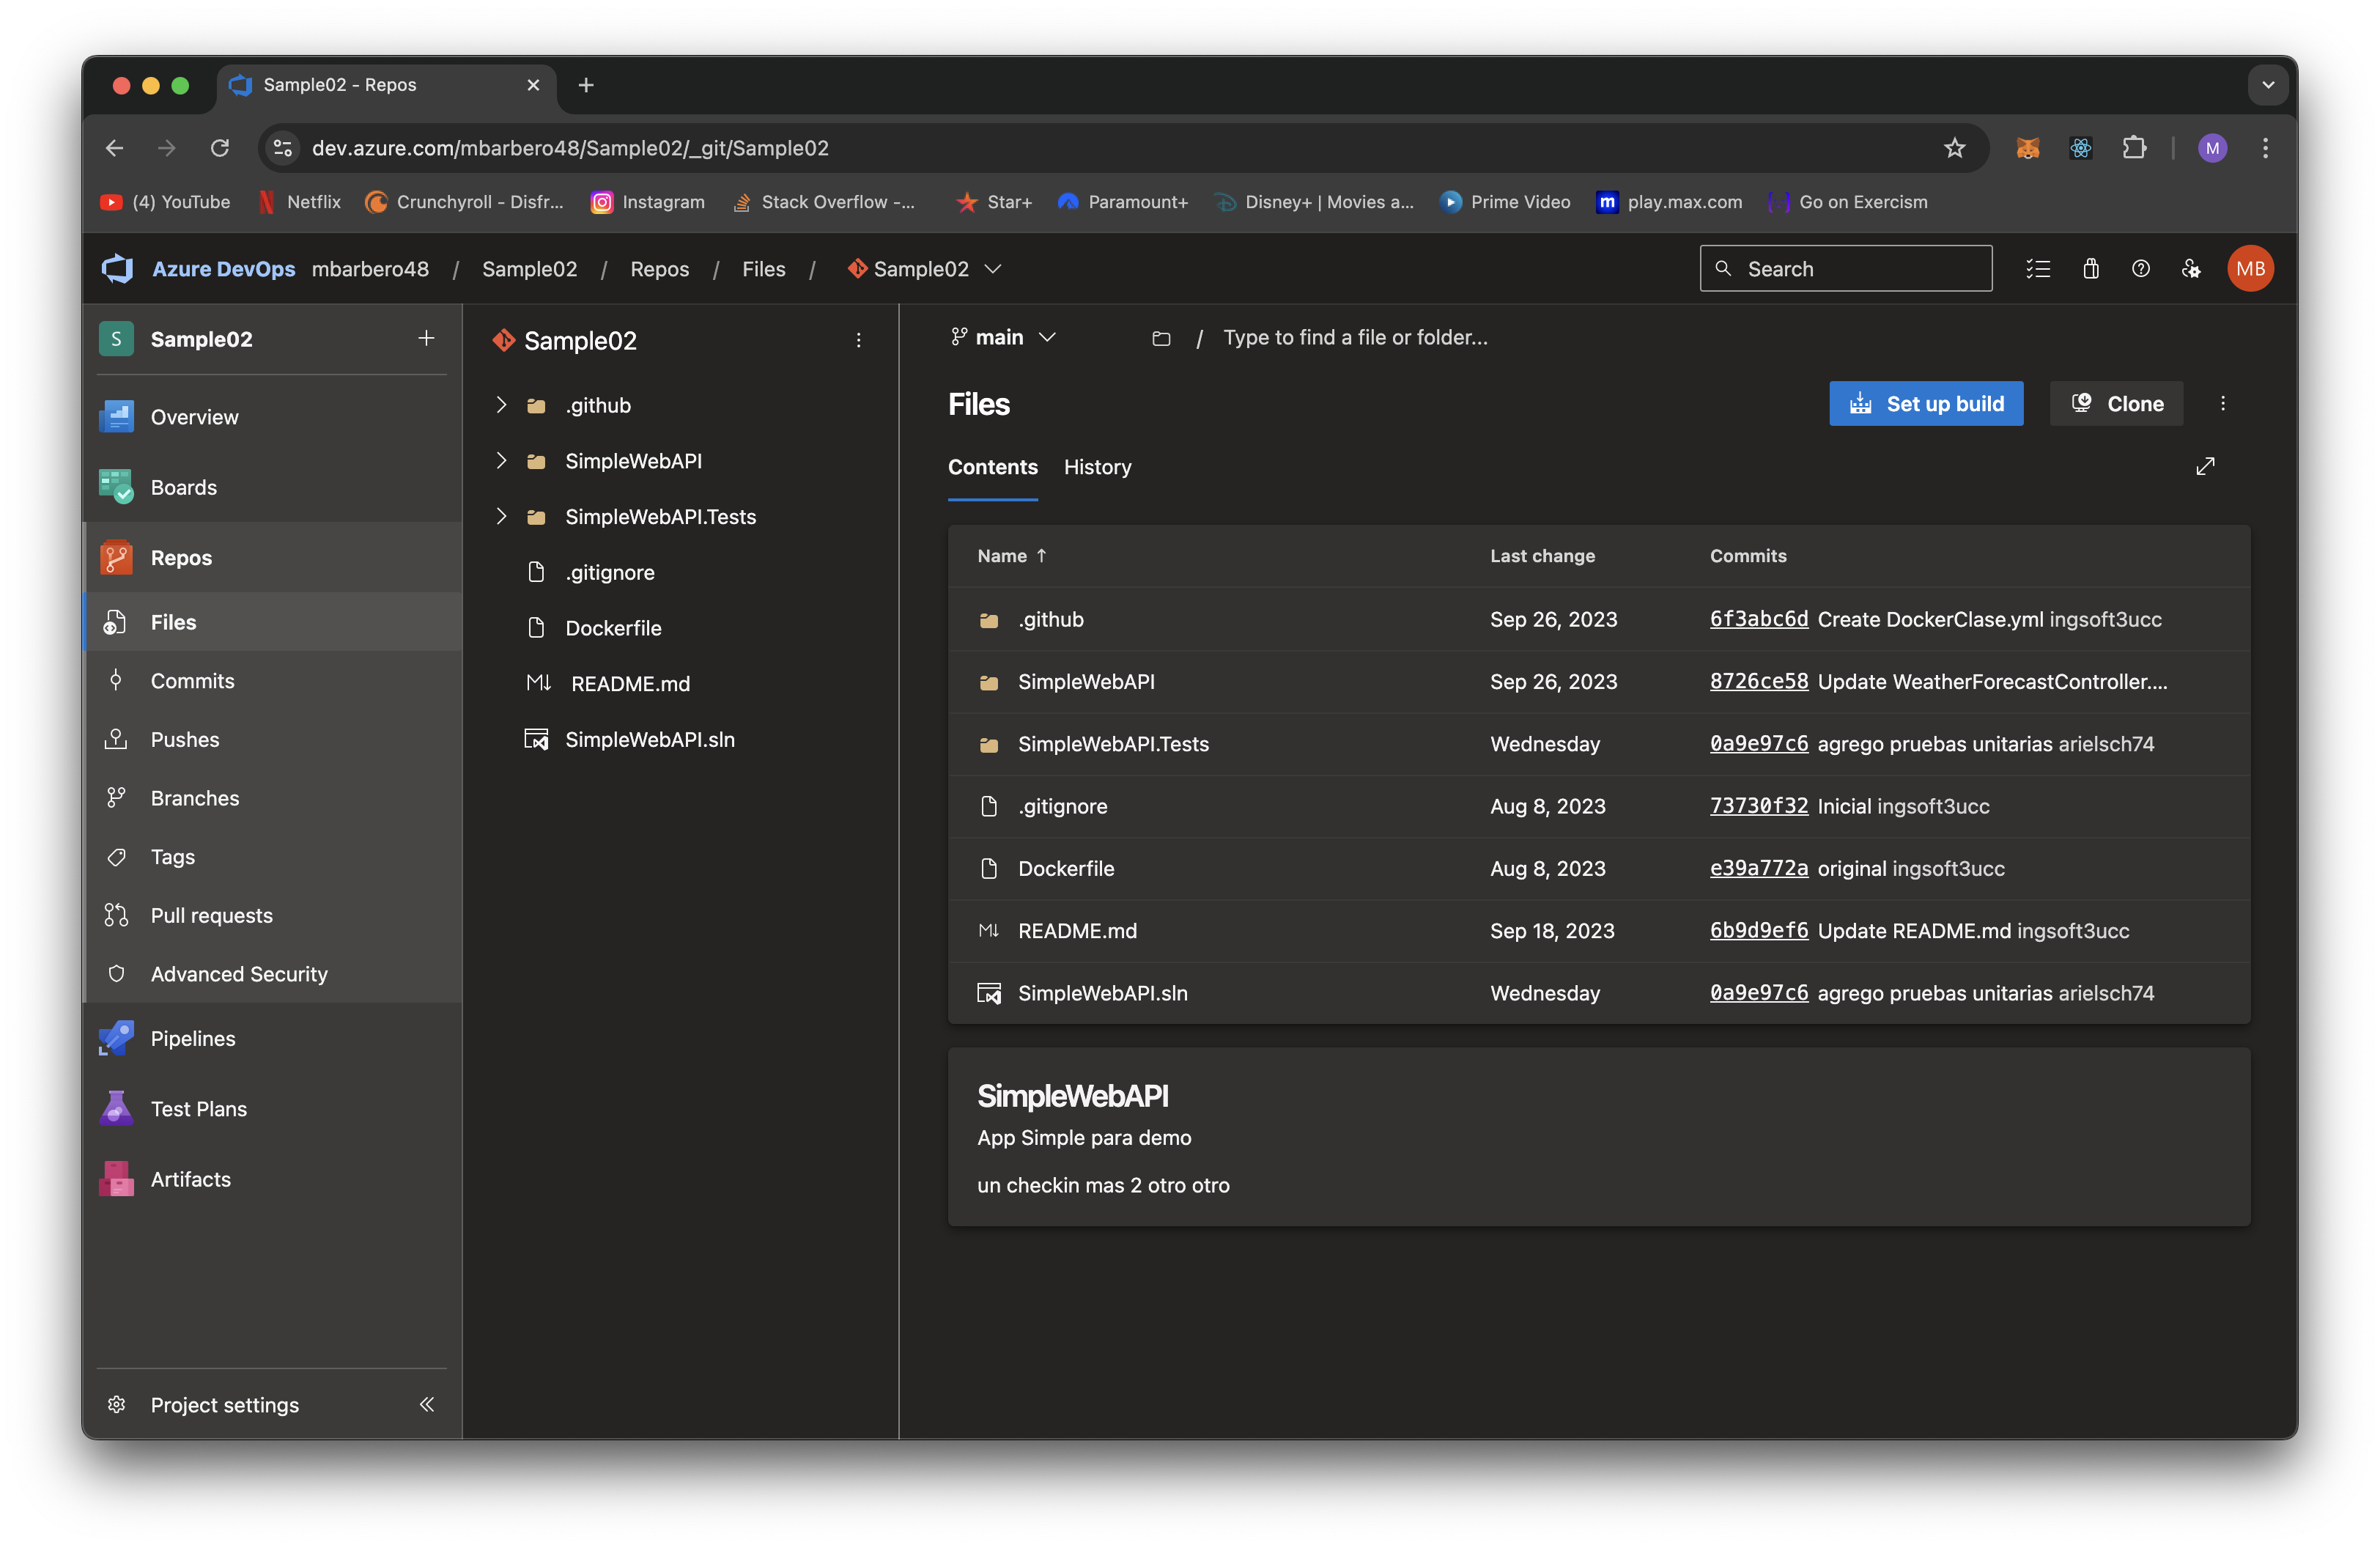 Sample02 - Repos
dev.azure.com/mbarbero48/Sample02/_git/Sample02
M
(4) YouTube
Netflix
Crunchyroll - Disfr...
Instagram
Stack Overflow -...
Star+
Paramount+
Disney+ | Movies a...
Prime Video
m play.max.com
Go on Exercism
Azure DevOps mbarbero48 / Sample02 / Repos / Files / Sample02
Search
MB
S Sample02
Overview
Boards
Repos
Files
Commits
Pushes
Branches
Tags
Pull requests
Advanced Security
Pipelines
Test Plans
Artifacts
Project settings
Sample02
.github
SimpleWebAPI
SimpleWebAPI.Tests
.gitignore
Dockerfile
M↓ README.md
SimpleWebAPI.sln
main
/ Type to find a file or folder...
Files
Set up build
Clone
Contents History
Name ↑ Last change Commits
.github Sep 26, 2023 6f3abc6d Create DockerClase.yml ingsoft3ucc
SimpleWebAPI Sep 26, 2023 8726ce58 Update WeatherForecastController....
SimpleWebAPI.Tests Wednesday 0a9e97c6 agrego pruebas unitarias arielsch74
.gitignore Aug 8, 2023 73730f32 Inicial ingsoft3ucc
Dockerfile Aug 8, 2023 e39a772a original ingsoft3ucc
M↓ README.md Sep 18, 2023 6b9d9ef6 Update README.md ingsoft3ucc
SimpleWebAPI.sln Wednesday 0a9e97c6 agrego pruebas unitarias arielsch74
SimpleWebAPI
App Simple para demo
un checkin mas 2 otro otro